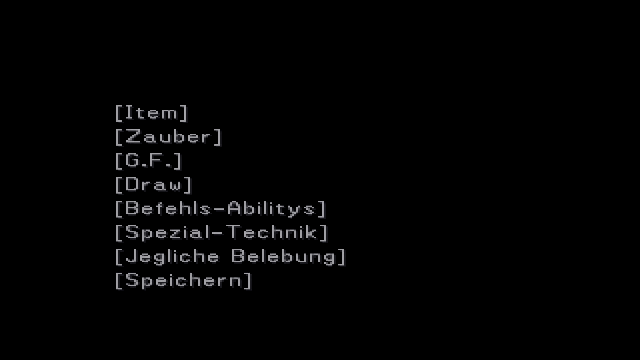 [Item]
[Zauber]
[G.F.]
[Draw]
[Befehls-Abilitys]
[Spezial-Technik]
[Jegliche Belebung]
[Speichern]